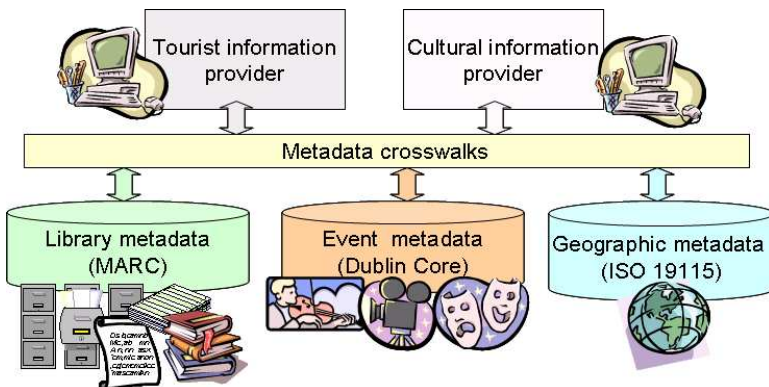 Tourist information
provider
Cultural information
provider
Metadata crosswalks
Library metadata
(MARC)
Event metadata
(Dublin Core)
Geographic metadata
(ISO 19115)